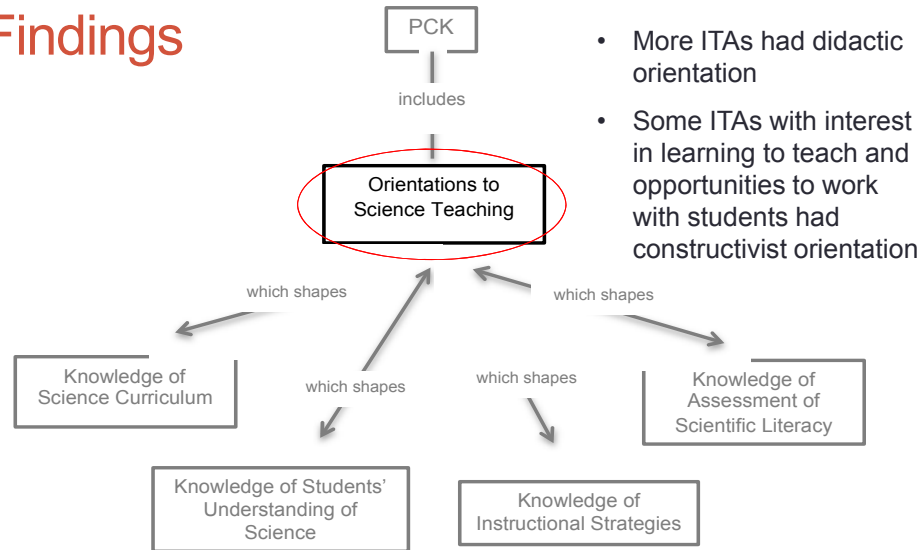 Findings
PCK
includes
Orientations to
Science Teaching
• More ITAs had didactic
orientation
• Some ITAs with interest
in learning to teach and
opportunities to work
with students had
constructivist orientation
which shapes
which shapes
which shapes
which shapes
Knowledge of
Science Curriculum
Knowledge of Students’
Understanding of
Science
Knowledge of
Instructional Strategies
Knowledge of
Assessment of
Scientific Literacy